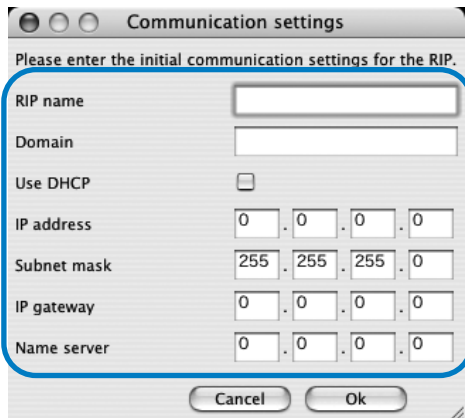 Communication settings
Please enter the initial communication settings for the RIP.
RIP name
Domain
Use DHCP
IP address 0 . 0 . 0 . 0
Subnet mask 255 . 255 . 255 . 0
IP gateway 0 . 0 . 0 . 0
Name server 0 . 0 . 0 . 0
Cancel Ok